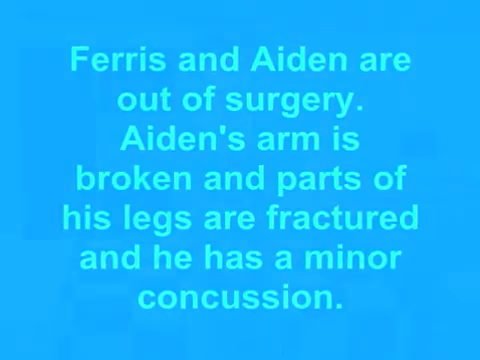 Ferris and Aiden are
out of surgery.
Aiden's arm is
broken and parts of
his legs are fractured
and he has a minor
concussion.